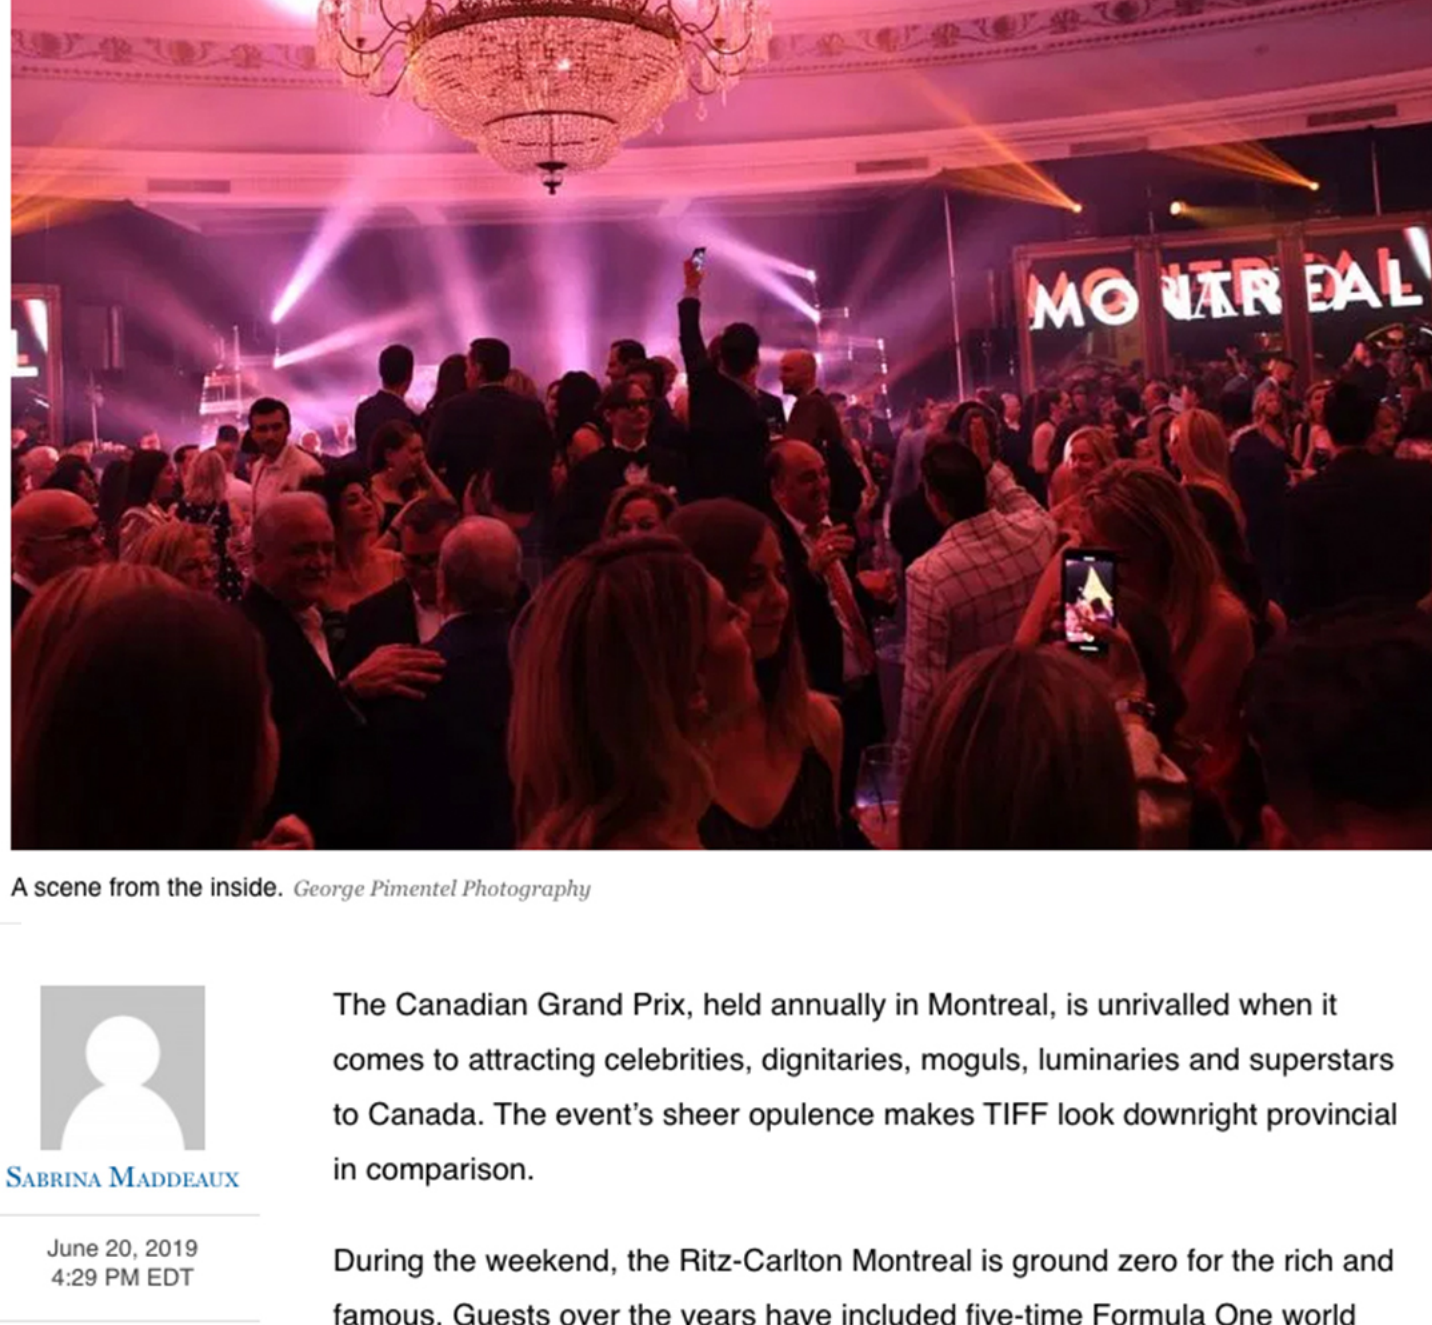 MONTREAL
L
A scene from the inside. George Pimentel Photography
The Canadian Grand Prix, held annually in Montreal, is unrivalled when it
comes to attracting celebrities, dignitaries, moguls, luminaries and superstars
to Canada. The event’s sheer opulence makes TIFF look downright provincial
in comparison.
SABRINA MADDEAUX
June 20, 2019
4:29 PM EDT
During the weekend, the Ritz-Carlton Montreal is ground zero for the rich and
famous. Guests over the years have included five-time Formula One world